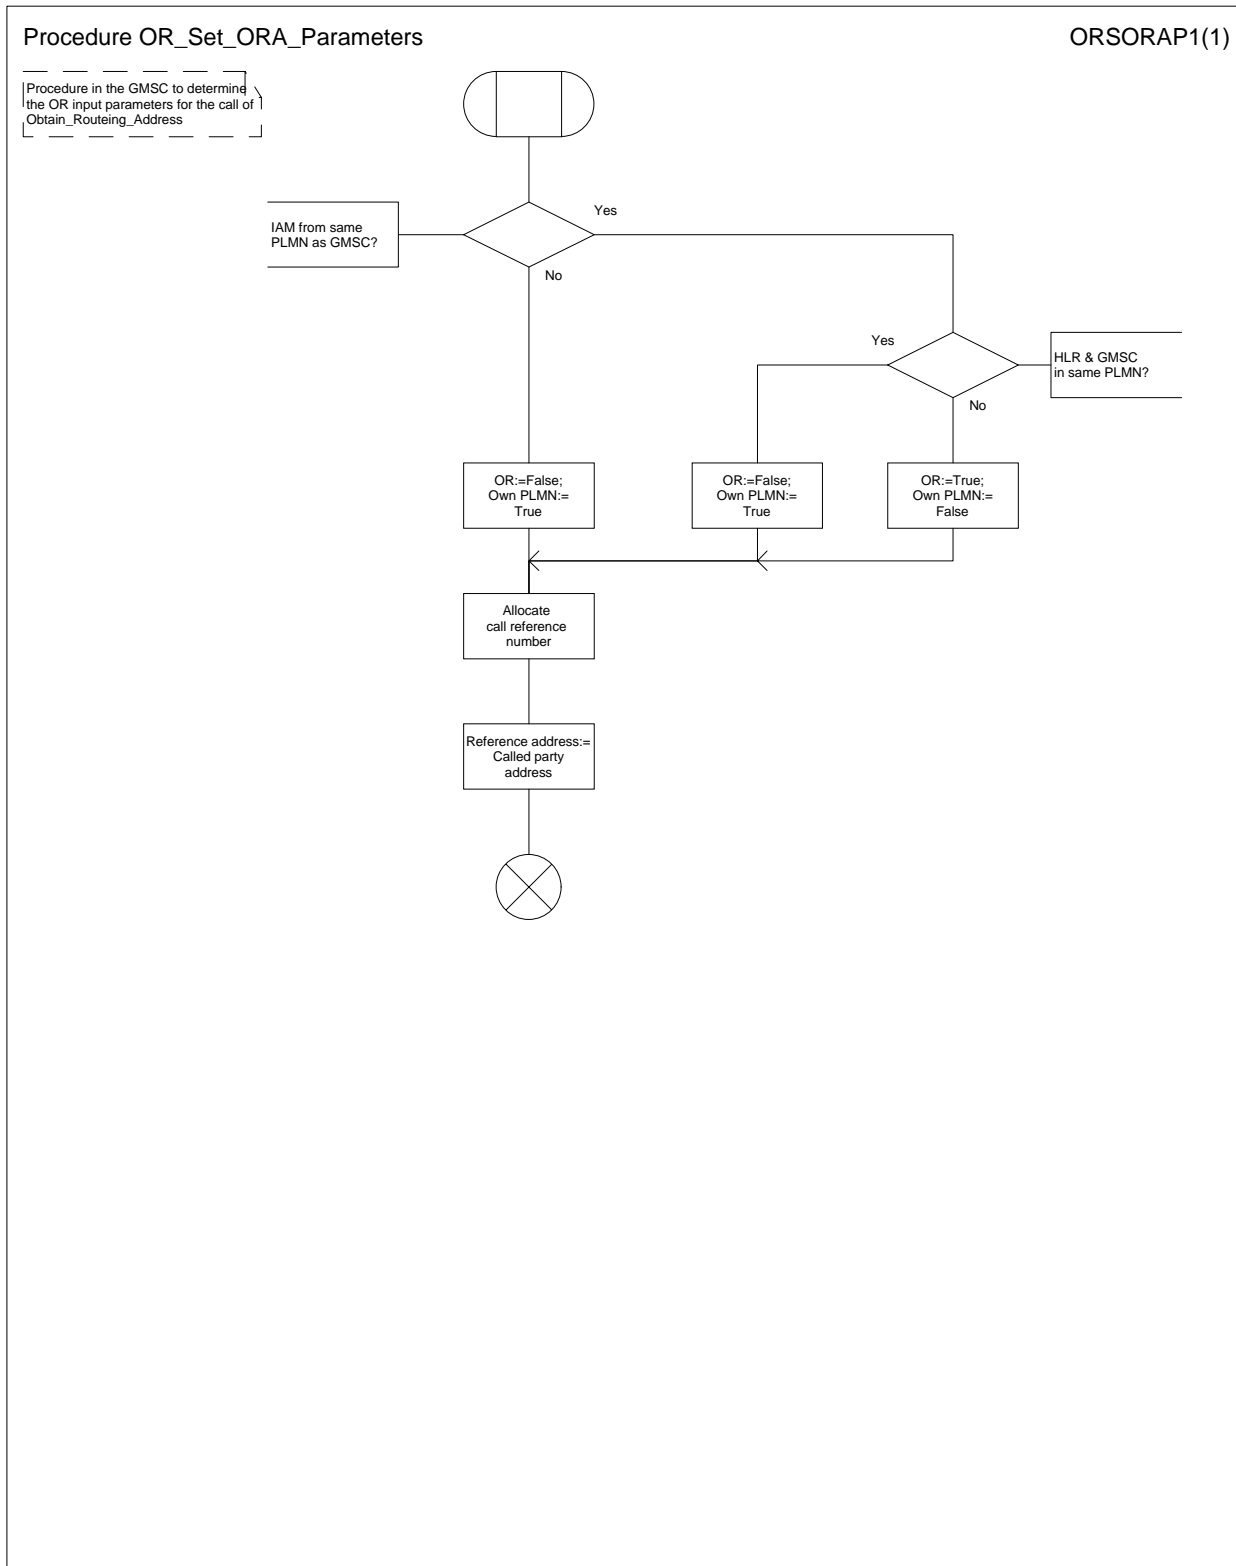 Procedure OR_Set_ORA_Parameters
ORSORAP1(1)
Procedure in the GMSC to determine
the OR input parameters for the call of
Obtain_Routeing_Address
IAM from same
PLMN as GMSC?
Yes
No
Yes
HLR & GMSC
in same PLMN?
No
OR:=False;
Own PLMN:=
True
OR:=False;
Own PLMN:=
True
OR:=True;
Own PLMN:=
False
Allocate
call reference
number
Reference address:=
Called party
address